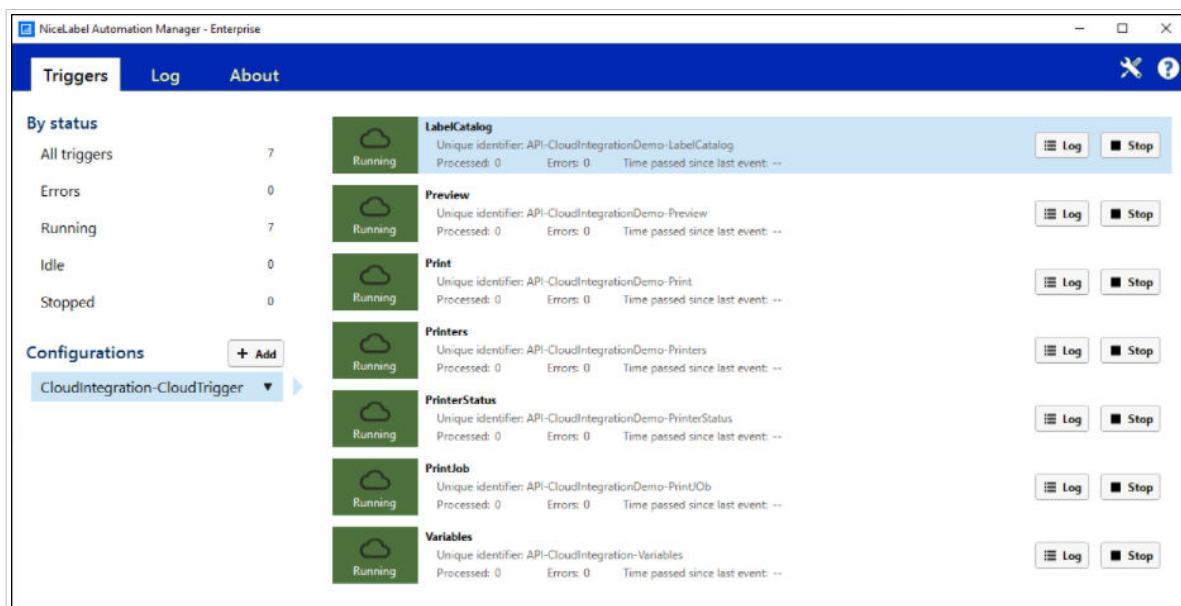 NiceLabel Automation Manager - Enterprise
Triggers Log About
By status
All triggers 7
Errors 0
Running 7
Idle 0
Stopped 0
Configurations + Add
CloudIntegration-CloudTrigger
LabelCatalog
Unique identifier: API-CloudIntegrationDemo-LabelCatalog
Running Processed: 0 Errors: 0 Time passed since last event: -- Log Stop
Preview
Unique identifier: API-CloudIntegrationDemo-Preview
Running Processed: 0 Errors: 0 Time passed since last event: -- Log Stop
Print
Unique identifier: API-CloudIntegrationDemo-Print
Running Processed: 0 Errors: 0 Time passed since last event: -- Log Stop
Printers
Unique identifier: API-CloudIntegrationDemo-Printers
Running Processed: 0 Errors: 0 Time passed since last event: -- Log Stop
PrinterStatus
Unique identifier: API-CloudIntegrationDemo-PrinterStatus
Running Processed: 0 Errors: 0 Time passed since last event: -- Log Stop
PrintJob
Unique identifier: API-CloudIntegrationDemo-PrintJOb
Running Processed: 0 Errors: 0 Time passed since last event: -- Log Stop
Variables
Unique identifier: API-CloudIntegration-Variables
Running Processed: 0 Errors: 0 Time passed since last event: -- Log Stop